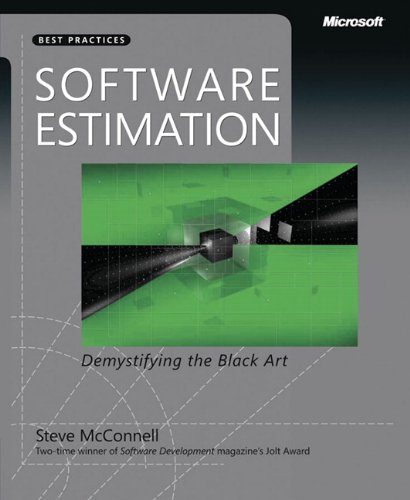 BEST PRACTICES
Microsoft®
SOFTWARE
ESTIMATION
Demystifying the Black Art
Steve McConnell
Two-time winner of Software Development magazine's Jolt Award